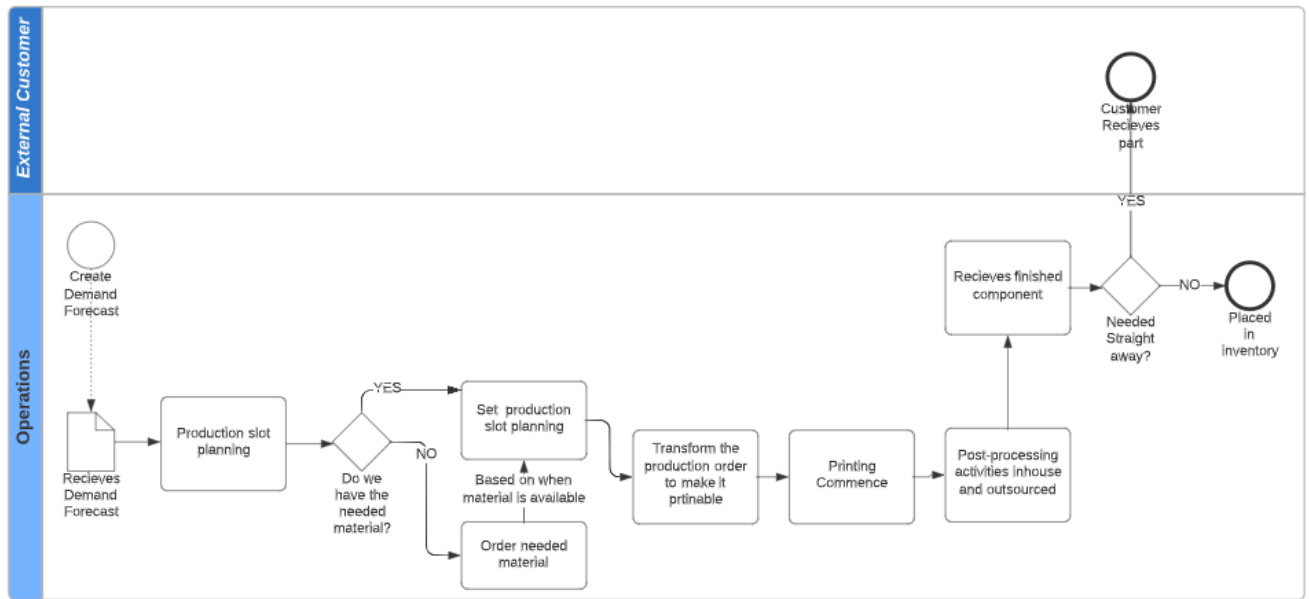 External Customer
Customer
Recieves
part
YES
Operations
Create
Demand
Forecast
Recieves
Demand
Forecast
Production slot
planning
Do we
have the
needed
material?
YES
NO
Set production
slot planning
Based on when
material is available
Order needed
material
Transform the
production order
to make it
prtinable
Printing
Commence
Post-processing
activities inhouse
and outsourced
Recieves finished
component
Needed
Straight
away?
NO
Placed
in
inventory